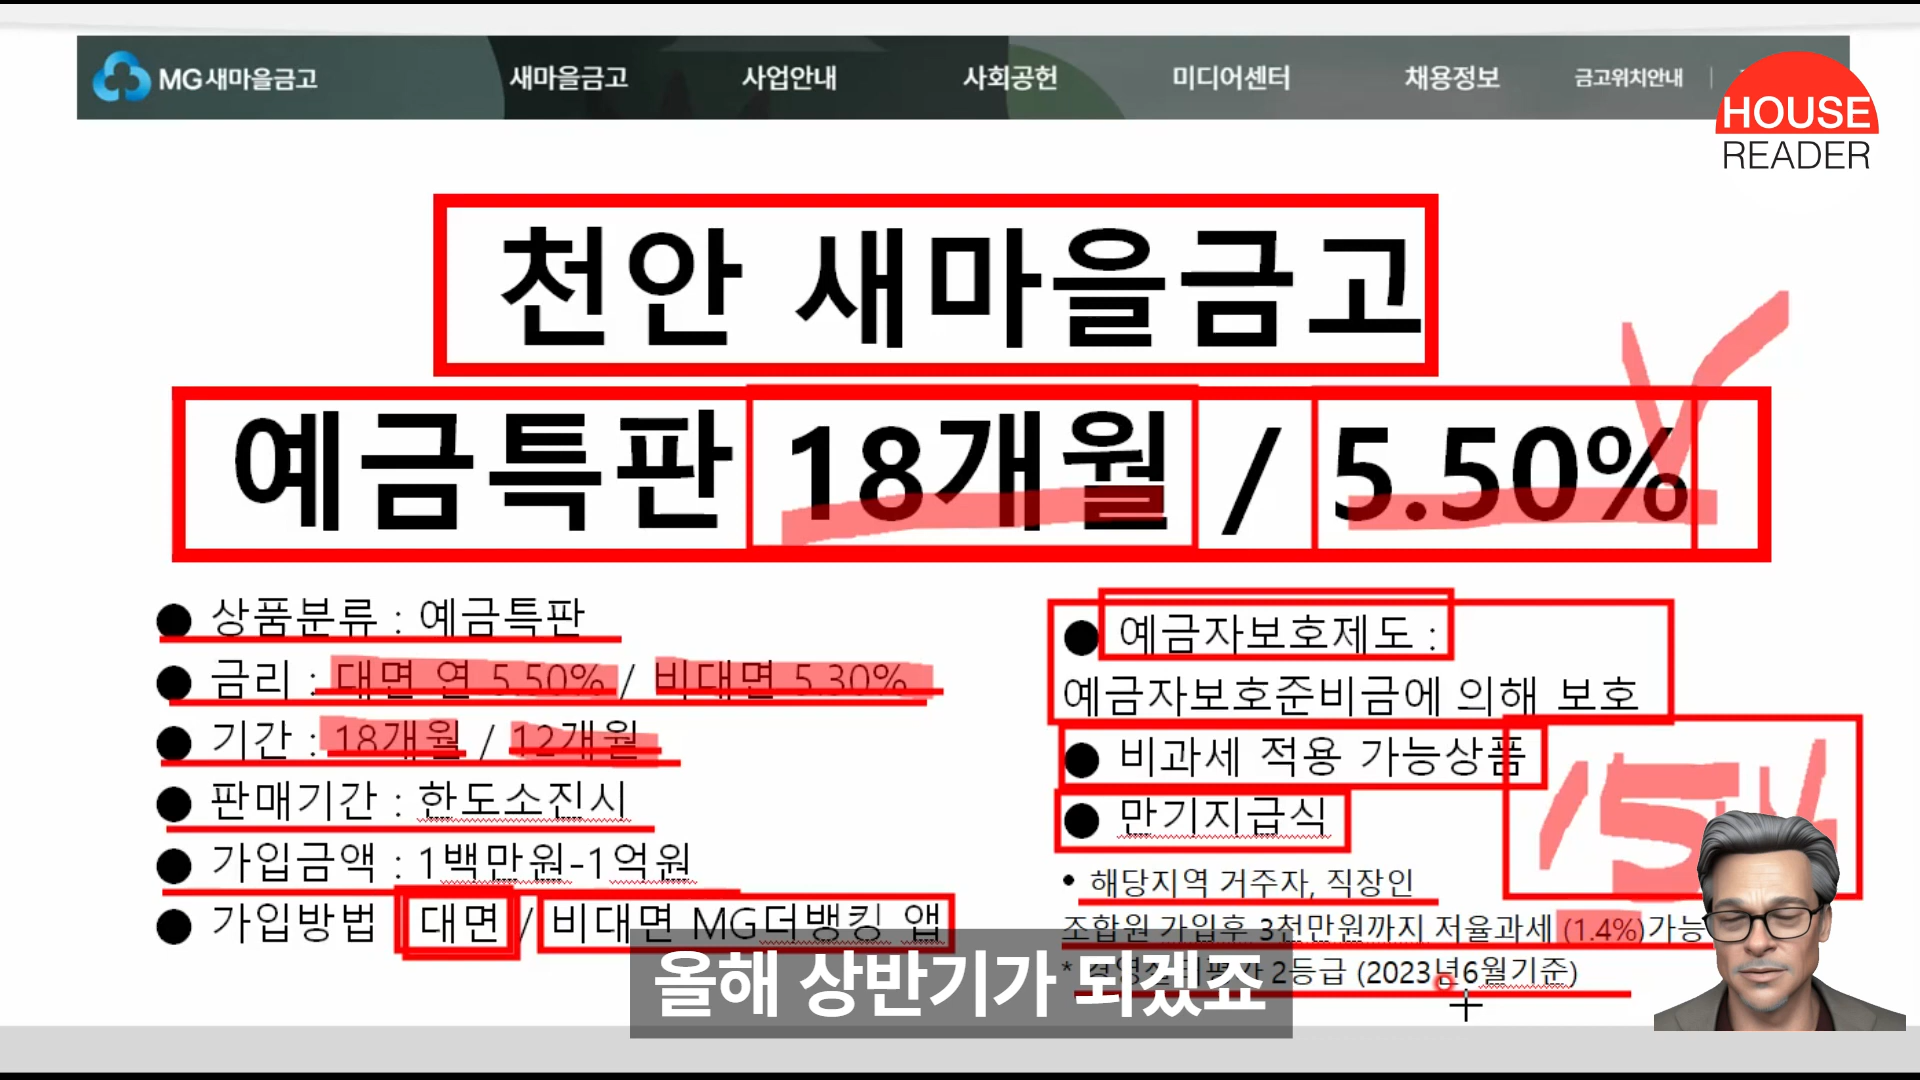 MG새마을금고 새마을금고 사업안내 사회공헌 미디어센터 채용정보 금고위치안내
HOUSE
READER
천안 새마을금고
예금특판 18개월 / 5.50%
● 상품분류 : 예금특판
● 금리 : 대면 연 5.50% / 비대면 5.30%
● 기간 : 18개월 / 12개월
● 판매기간 : 한도소진시
● 가입금액 : 1백만원-1억원
● 가입방법 대면 / 비대면 MG더뱅킹 앱
● 예금자보호제도 :
예금자보호준비금에 의해 보호
● 비과세 적용 가능상품
● 만기지급식
• 해당지역 거주자, 직장인
조합원 가입후 3천만원까지 저율과세 (1.4%)가능
* 2등급 (2023년6월기준)
올해 상반기가 되겠죠